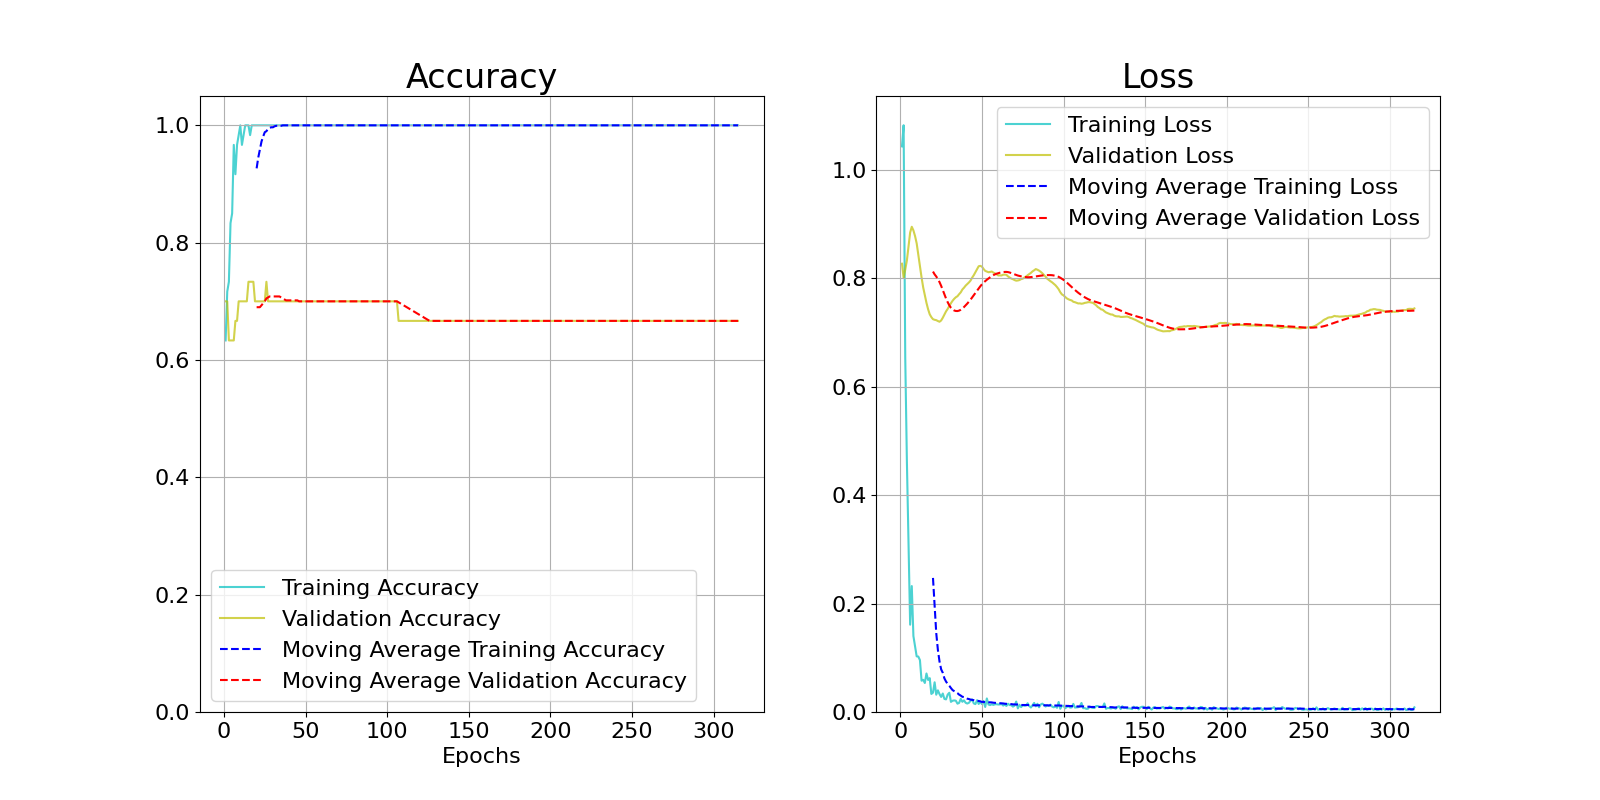 Accuracy
1.0
0.8
0.6
0.4
0.2
0.0
0 50 100 150 200 250 300
Epochs
Training Accuracy
Validation Accuracy
Moving Average Training Accuracy
Moving Average Validation Accuracy
Loss
1.0
0.8
0.6
0.4
0.2
0.0
0 50 100 150 200 250 300
Epochs
Training Loss
Validation Loss
Moving Average Training Loss
Moving Average Validation Loss